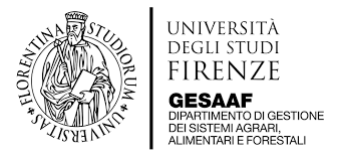 FLORENTINA STUDIORUM UNIVERSITAS
UNIVERSITÀ
DEGLI STUDI
FIRENZE
GESAAF
DIPARTIMENTO DI GESTIONE
DEI SISTEMI AGRARI,
ALIMENTARI E FORESTALI